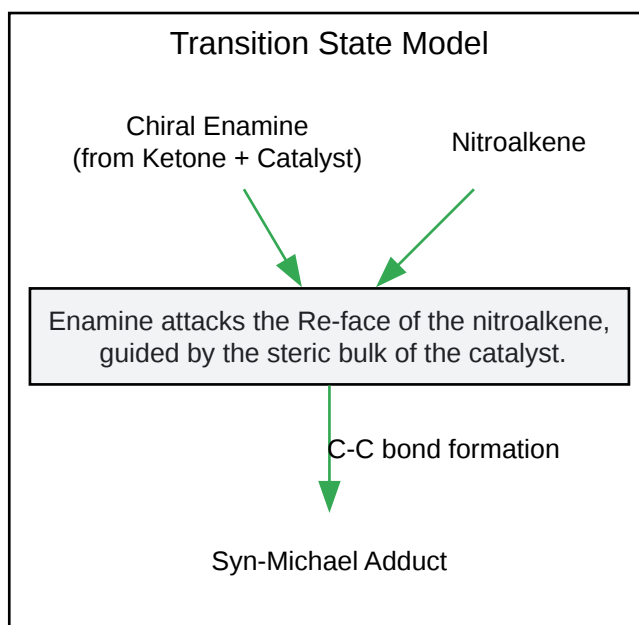 Transition State Model
Chiral Enamine
(from Ketone + Catalyst)
Nitroalkene
Enamine attacks the Re-face of the nitroalkene,
guided by the steric bulk of the catalyst.
C-C bond formation
Syn-Michael Adduct